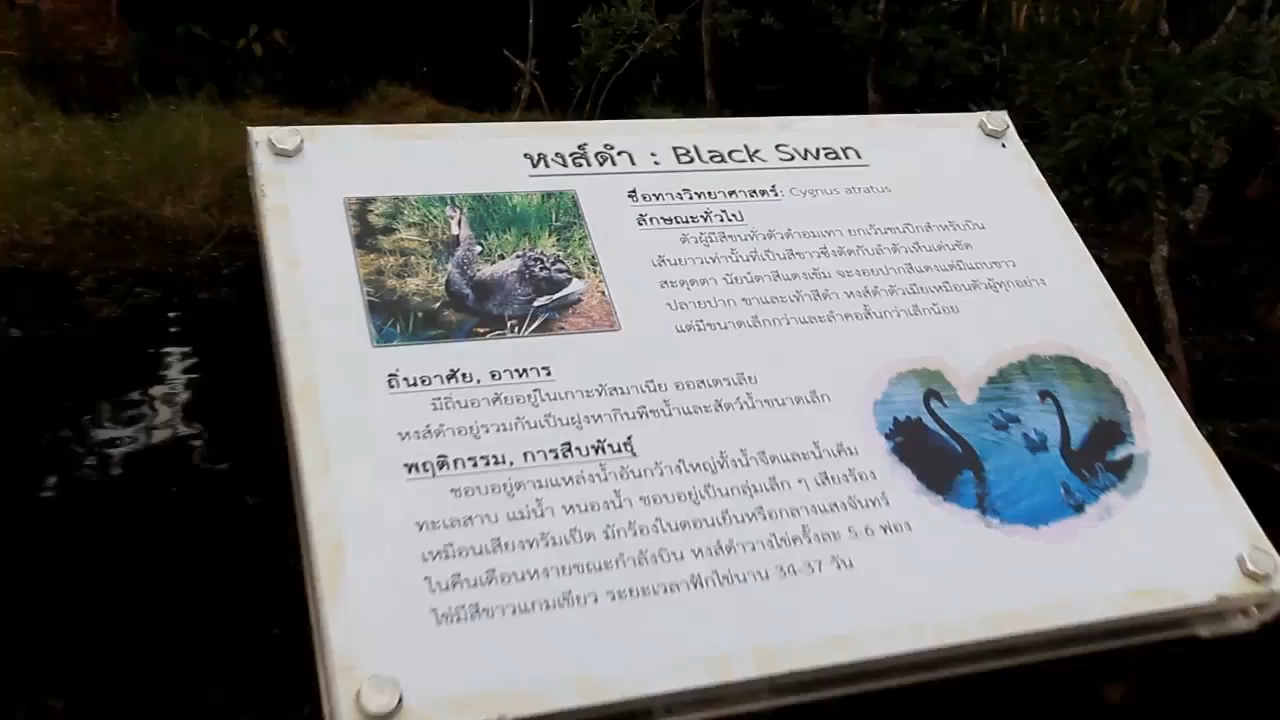 หงส์ดำ : Black Swan
ชื่อทางวิทยาศาสตร์: Cygnus atratus
ลักษณะทั่วไป
ตัวผู้มีสีขนทั่วตัวดำอมเทา ยกเว้นขนปีกสำหรับบิน
เส้นยาวเท่านั้นที่เป็นสีขาวซึ่งตัดกับลำตัวเห็นเด่นชัด
สะดุดตา นัยน์ตาสีแดงเข้ม จะงอยปากสีแดงแต่มีแถบขาว
ปลายปาก ขาและเท้าสีดำ หงส์ดำตัวเมียเหมือนตัวผู้ทุกอย่าง
แต่มีขนาดเล็กกว่าและลำคอสั้นกว่าเล็กน้อย
ถิ่นอาศัย, อาหาร
มีถิ่นอาศัยอยู่ในเกาะทัสมาเนีย ออสเตรเลีย
หงส์ดำอยู่รวมกันเป็นฝูงหากินพืชน้ำและสัตว์น้ำขนาดเล็ก
พฤติกรรม, การสืบพันธุ์
ชอบอยู่ตามแหล่งน้ำอันกว้างใหญ่ทั้งน้ำจืดและน้ำเค็ม
ทะเลสาบ แม่น้ำ หนองน้ำ ชอบอยู่เป็นกลุ่มเล็ก ๆ เสียงร้อง
เหมือนเสียงทรัมเป็ต มักร้องในตอนเย็นหรือกลางแสงจันทร์
ในคืนเดือนหงายขณะกำลังบิน หงส์ดำวางไข่ครั้งละ 5-6 ฟอง
ไข่มีสีขาวแกมเขียว ระยะเวลาฟักไข่นาน 34-37 วัน